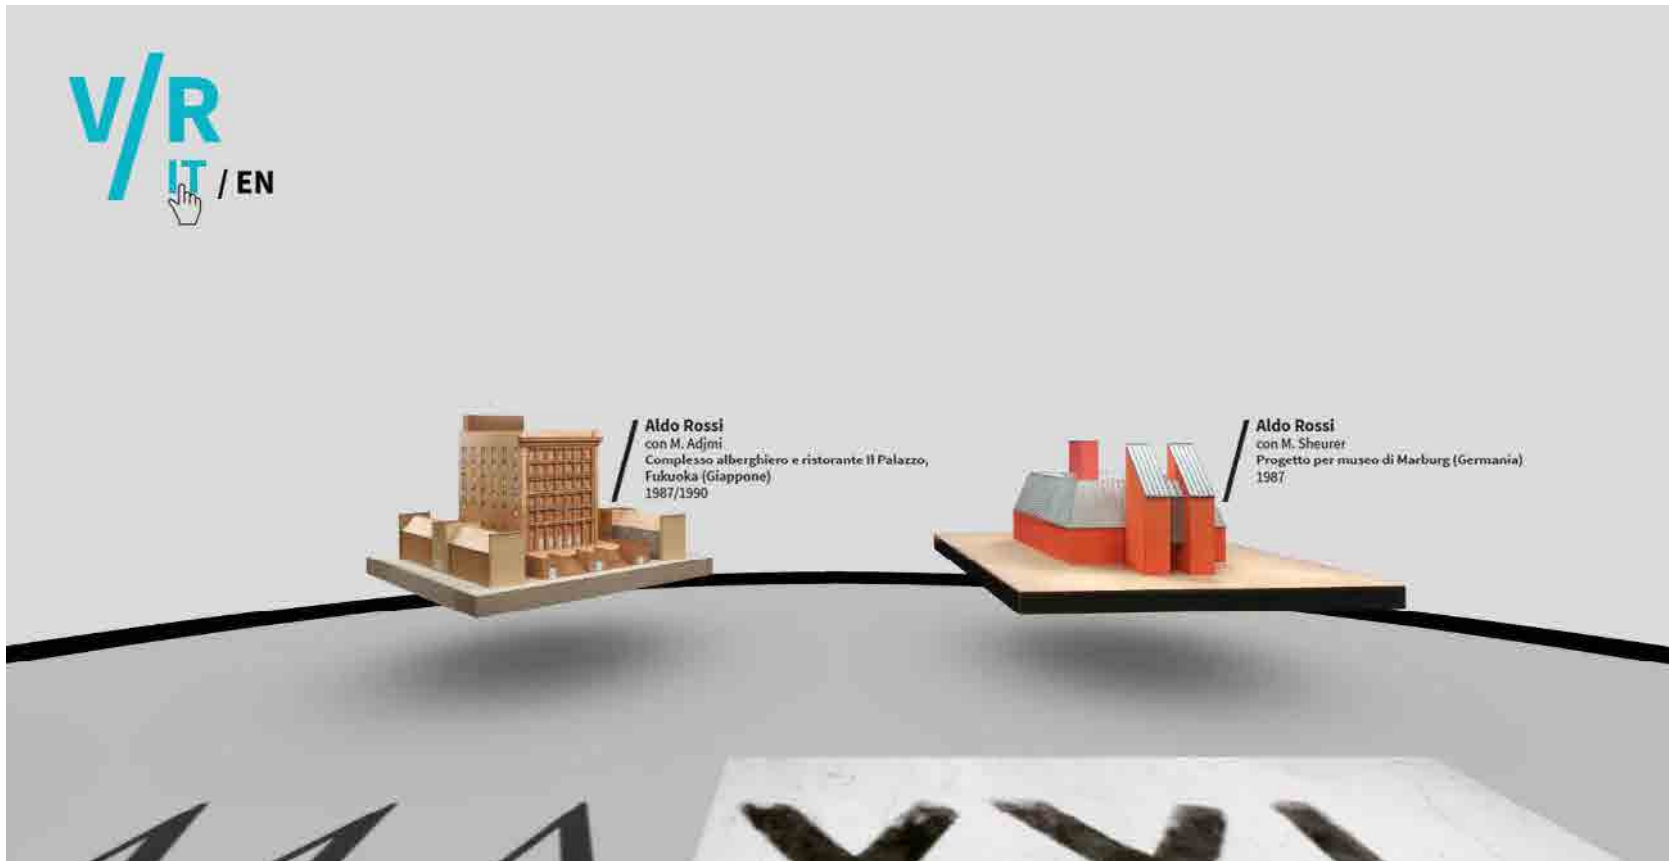 V/R
IT / EN
Aldo Rossi
con M. Adjmi
Complesso alberghiero e ristorante Il Palazzo,
Fukuoka (Giappone)
1987/1990
Aldo Rossi
con M. Sheurer
Progetto per museo di Marburg (Germania)
1987